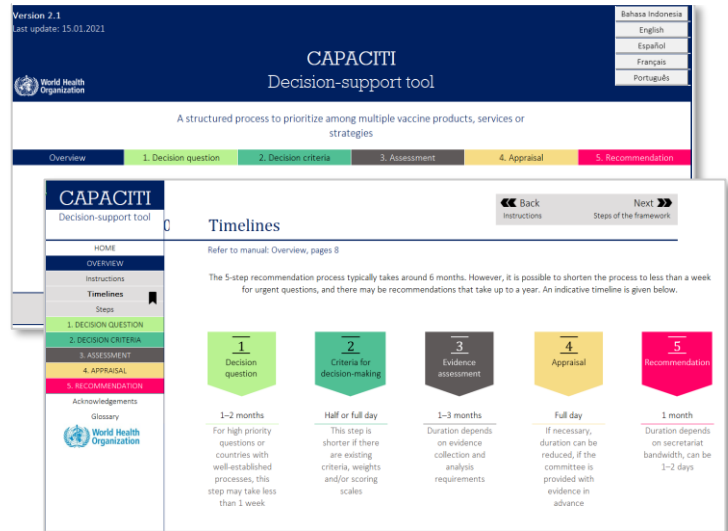 Version 2.1
Last update: 15.01.2021
Bahasa Indonesia
English
Español
Français
Português
CAPACITI
Decision-support tool
World Health
Organization
A structured process to prioritize among multiple vaccine products, services or
strategies
Overview
1. Decision question
2. Decision criteria
3. Assessment
4. Appraisal
5. Recommendation
CAPACITI
Decision-support tool
HOME
OVERVIEW
Instructions
Timelines
Steps
1. DECISION QUESTION
2. DECISION CRITERIA
3. ASSESSMENT
4. APPRAISAL
5. RECOMMENDATION
Acknowledgements
Glossary
World Health
Organization
Timelines
Back
Instructions
Next
Steps of the framework
Refer to manual: Overview, pages 8
The 5-step recommendation process typically takes around 6 months. However, it is possible to shorten the process to less than a week
for urgent questions, and there may be recommendations that take up to a year. An indicative timeline is given below.
1
Decision
question
1–2 months
For high priority
questions or
countries with
well-established
processes, this
step may take less
than 1 week
2
Criteria for
decision-making
Half or full day
This step is
shorter if there
are existing
criteria, weights
and/or scoring
scales
3
Evidence
assessment
1–3 months
Duration depends
on evidence
collection and
analysis
requirements
4
Appraisal
Full day
If necessary,
duration can be
reduced, if the
committee is
provided with
evidence in
advance
5
Recommendation
1 month
Duration depends
on secretariat
bandwidth, can be
1–2 days